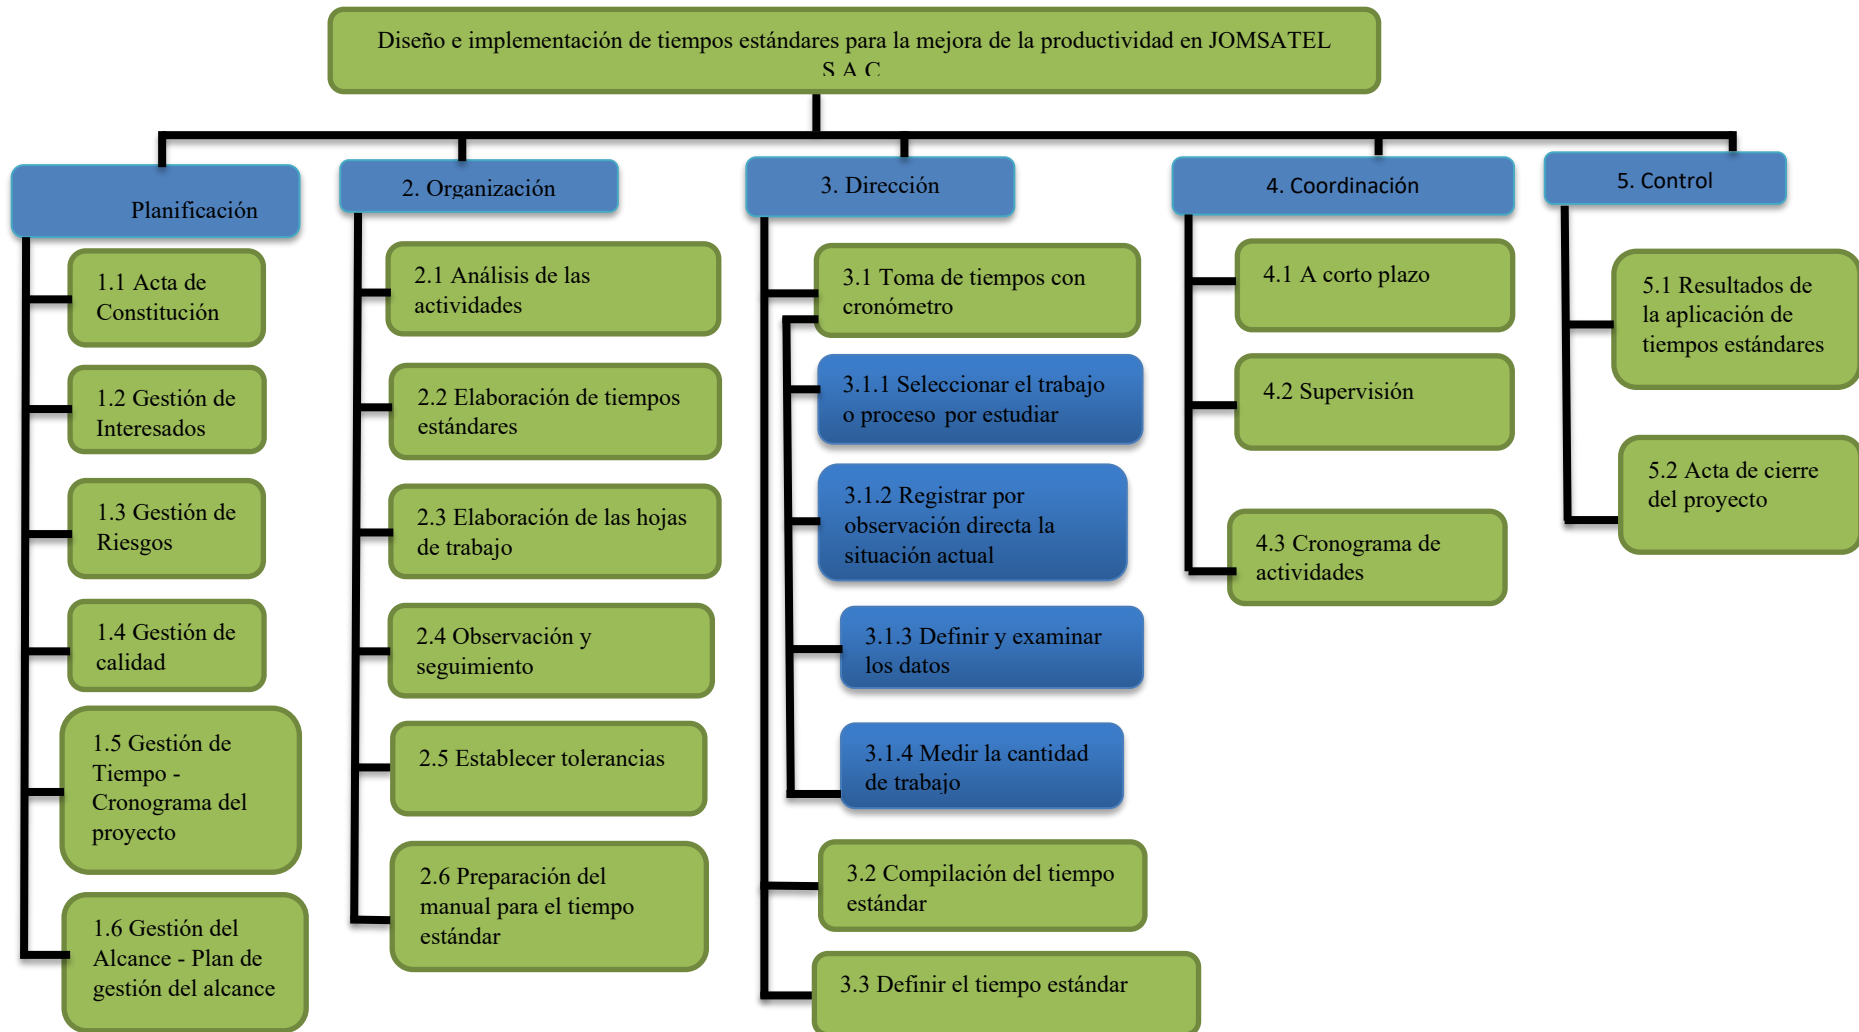 Diseño e implementación de tiempos estándares para la mejora de la productividad en JOMSATEL
S.A.C
Planificación
1.1 Acta de
Constitución
1.2 Gestión de
Interesados
1.3 Gestión de
Riesgos
1.4 Gestión de
calidad
1.5 Gestión de
Tiempo -
Cronograma del
proyecto
1.6 Gestión del
Alcance - Plan de
gestión del alcance
2. Organización
2.1 Análisis de las
actividades
2.2 Elaboración de tiempos
estándares
2.3 Elaboración de las hojas
de trabajo
2.4 Observación y
seguimiento
2.5 Establecer tolerancias
2.6 Preparación del
manual para el tiempo
estándar
3. Dirección
3.1 Toma de tiempos con
cronómetro
3.1.1 Seleccionar el trabajo
o proceso por estudiar
3.1.2 Registrar por
observación directa la
situación actual
3.1.3 Definir y examinar
los datos
3.1.4 Medir la cantidad
de trabajo
3.2 Compilación del tiempo
estándar
3.3 Definir el tiempo estándar
4. Coordinación
4.1 A corto plazo
4.2 Supervisión
4.3 Cronograma de
actividades
5. Control
5.1 Resultados de
la aplicación de
tiempos estándares
5.2 Acta de cierre
del proyecto